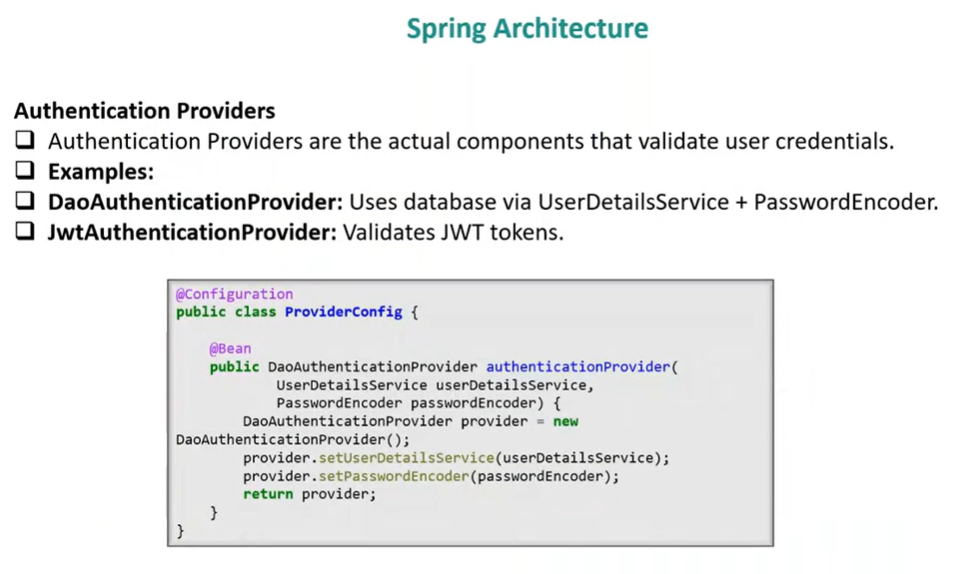 Spring Architecture
Authentication Providers
Authentication Providers are the actual components that validate user credentials.
Examples:
DaoAuthenticationProvider: Uses database via UserDetailsService + PasswordEncoder.
JwtAuthenticationProvider: Validates JWT tokens.
@Configuration
public class ProviderConfig {
@Bean
public DaoAuthenticationProvider authenticationProvider(
UserDetailsService userDetailsService,
PasswordEncoder passwordEncoder) {
DaoAuthenticationProvider provider = new
DaoAuthenticationProvider();
provider.setUserDetailsService(userDetailsService);
provider.setPasswordEncoder(passwordEncoder);
return provider;
}
}